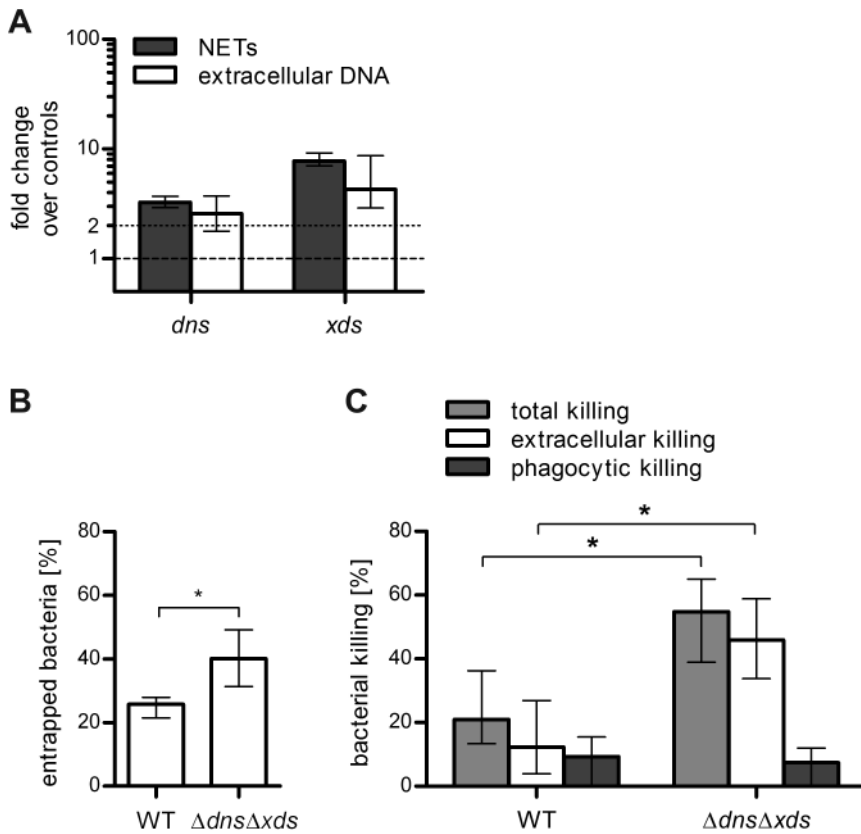 A
100
10
2
1
fold change
over controls
NETs
extracellular DNA
dns
xds
B
80
60
40
20
0
entrapped bacteria [%]
*
WT
ΔdnsΔxds
C
total killing
extracellular killing
phagocytic killing
80
60
40
20
0
bacterial killing [%]
*
*
WT
ΔdnsΔxds